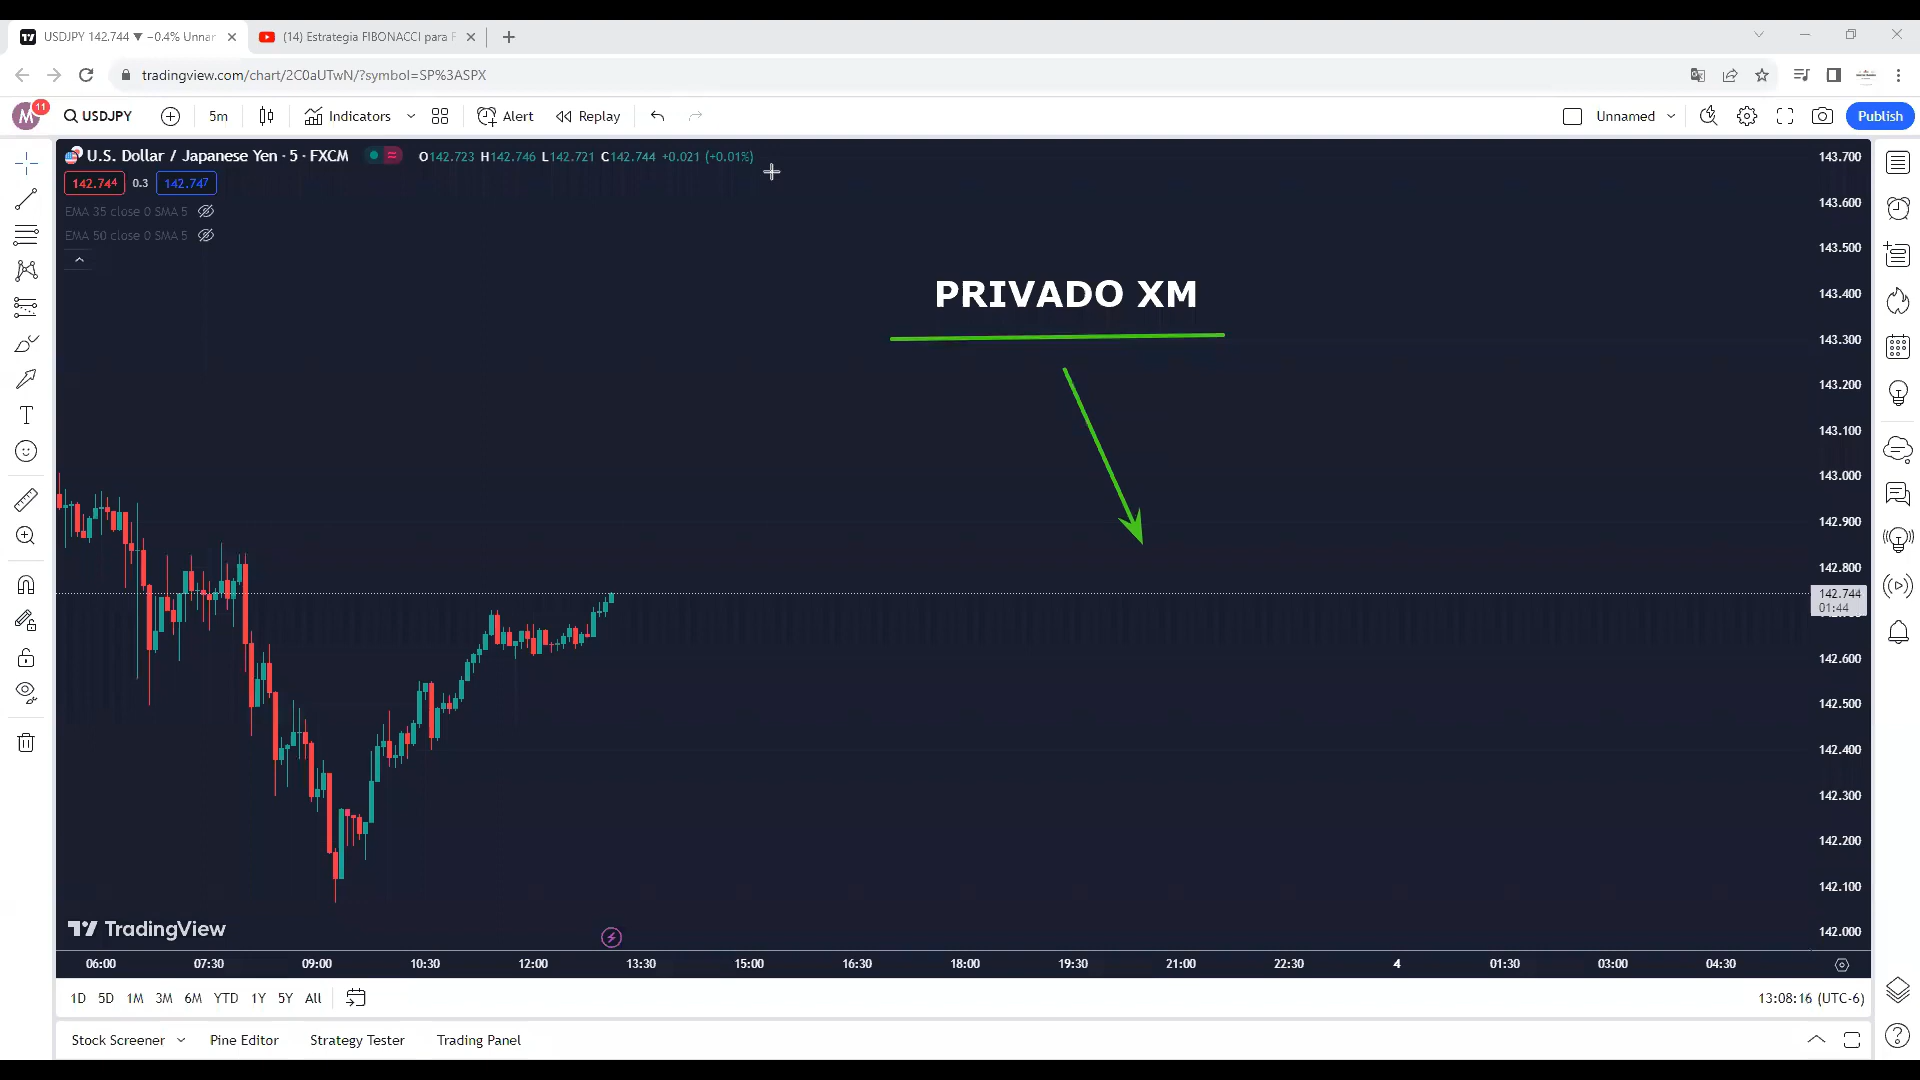 USDJPY 142.744 ▼ −0.4% Unnar
(14) Estrategia FIBONACCI para F
tradingview.com/chart/2C0aUTwN/?symbol=SP%3ASPX
M
11
USDJPY
5m
Indicators
Alert
Replay
Unnamed
Publish
U.S. Dollar / Japanese Yen · 5 · FXCM
O142.723 H142.746 L142.721 C142.744 +0.021 (+0.01%)
142.744
0.3
142.747
EMA 35 close 0 SMA 5
EMA 50 close 0 SMA 5
PRIVADO XM
143.700
143.600
143.500
143.400
143.300
143.200
143.100
143.000
142.900
142.800
142.744
01:44
142.600
142.500
142.400
142.300
142.200
142.100
142.000
TradingView
06:00
07:30
09:00
10:30
12:00
13:30
15:00
16:30
18:00
19:30
21:00
22:30
4
01:30
03:00
04:30
1D
5D
1M
3M
6M
YTD
1Y
5Y
All
13:08:16 (UTC-6)
Stock Screener
Pine Editor
Strategy Tester
Trading Panel